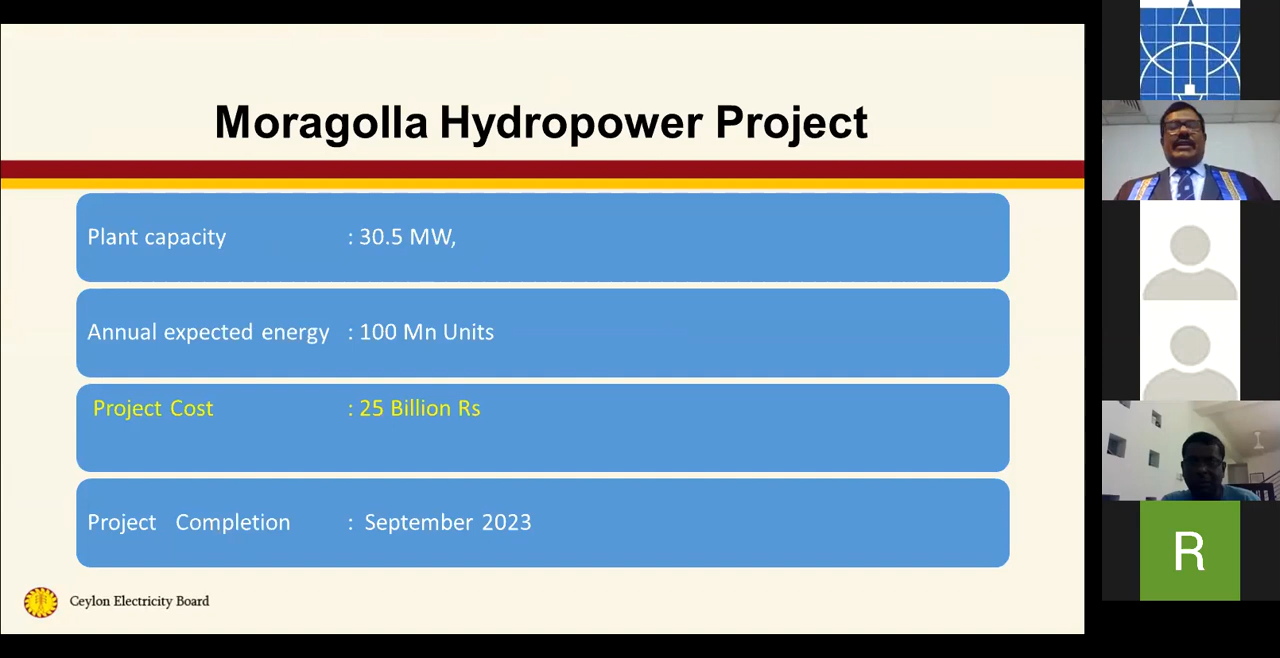 Moragolla Hydropower Project
Plant capacity : 30.5 MW,
Annual expected energy : 100 Mn Units
Project Cost : 25 Billion Rs
Project Completion : September 2023
Ceylon Electricity Board
R